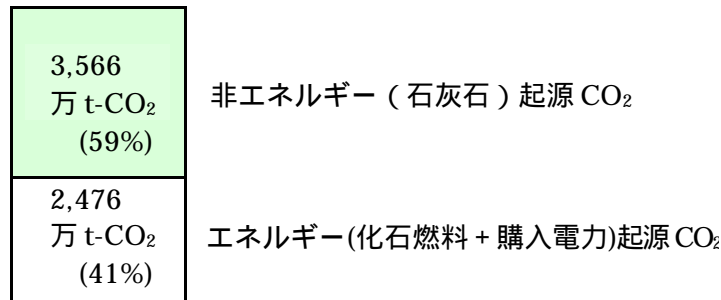 3,566
万 t-CO₂
(59%)
非エネルギー（石灰石）起源 CO₂
2,476
万 t-CO₂
(41%)
エネルギー(化石燃料 + 購入電力)起源 CO₂